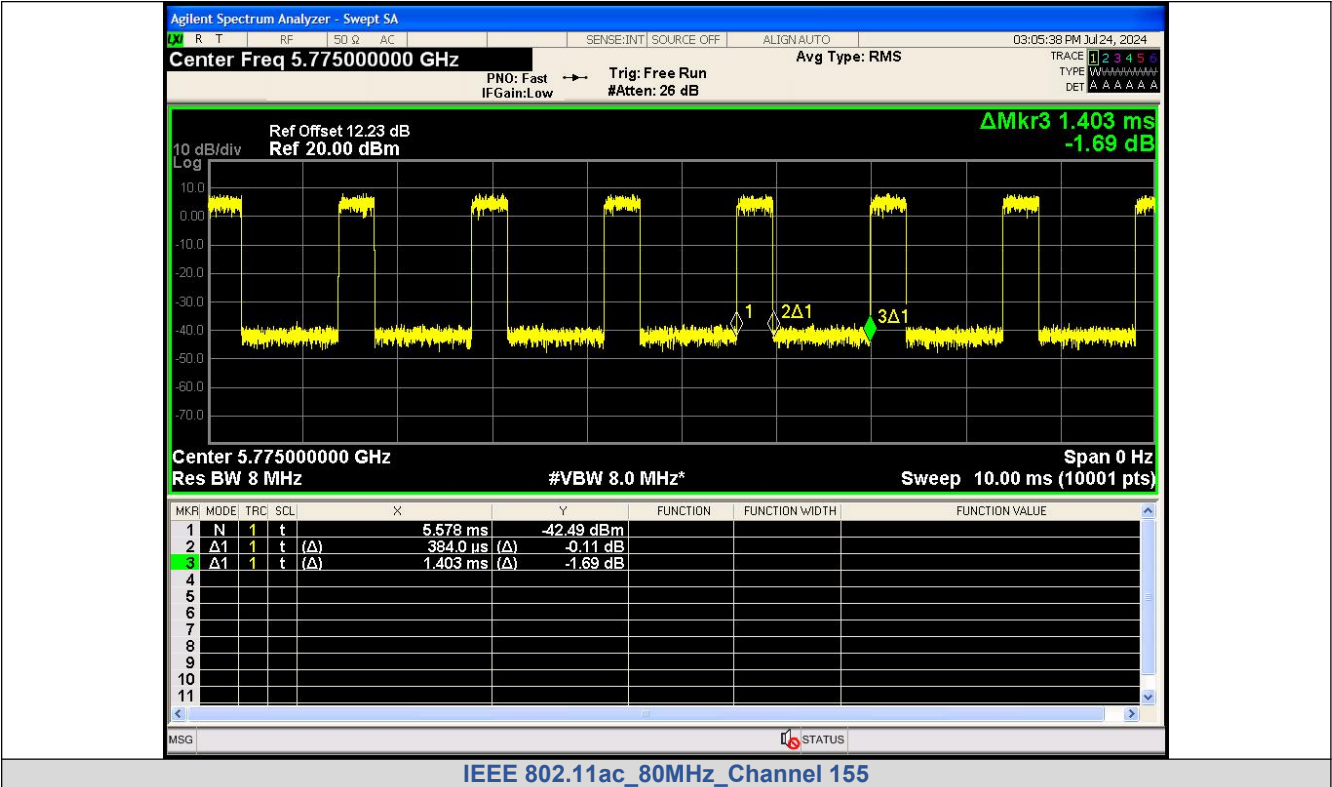 Agilent Spectrum Analyzer - Swept SA
LXI R T RF 50 Ω AC SENSE:INT SOURCE OFF ALIGN AUTO 03:05:38 PM Jul 24, 2024
Center Freq 5.775000000 GHz Avg Type: RMS TRACE 1 2 3 4 5 6
PNO: Fast Trig: Free Run TYPE WWWWWW
IFGain:Low #Atten: 26 dB DET A A A A A A
ΔMkr3 1.403 ms
Ref Offset 12.23 dB
10 dB/div Ref 20.00 dBm -1.69 dB
Log
10.0
0.00
-10.0
-20.0
-30.0
1 2Δ1 3Δ1
-40.0
-50.0
-60.0
-70.0
Center 5.775000000 GHz Span 0 Hz
Res BW 8 MHz #VBW 8.0 MHz* Sweep 10.00 ms (10001 pts)
MKR MODE TRC SCL X Y FUNCTION FUNCTION WIDTH FUNCTION VALUE
1 N 1 t 5.578 ms -42.49 dBm
2 Δ1 1 t (Δ) 384.0 µs (Δ) -0.11 dB
3 Δ1 1 t (Δ) 1.403 ms (Δ) -1.69 dB
4
5
6
7
8
9
10
11
MSG STATUS
IEEE 802.11ac_80MHz_Channel 155